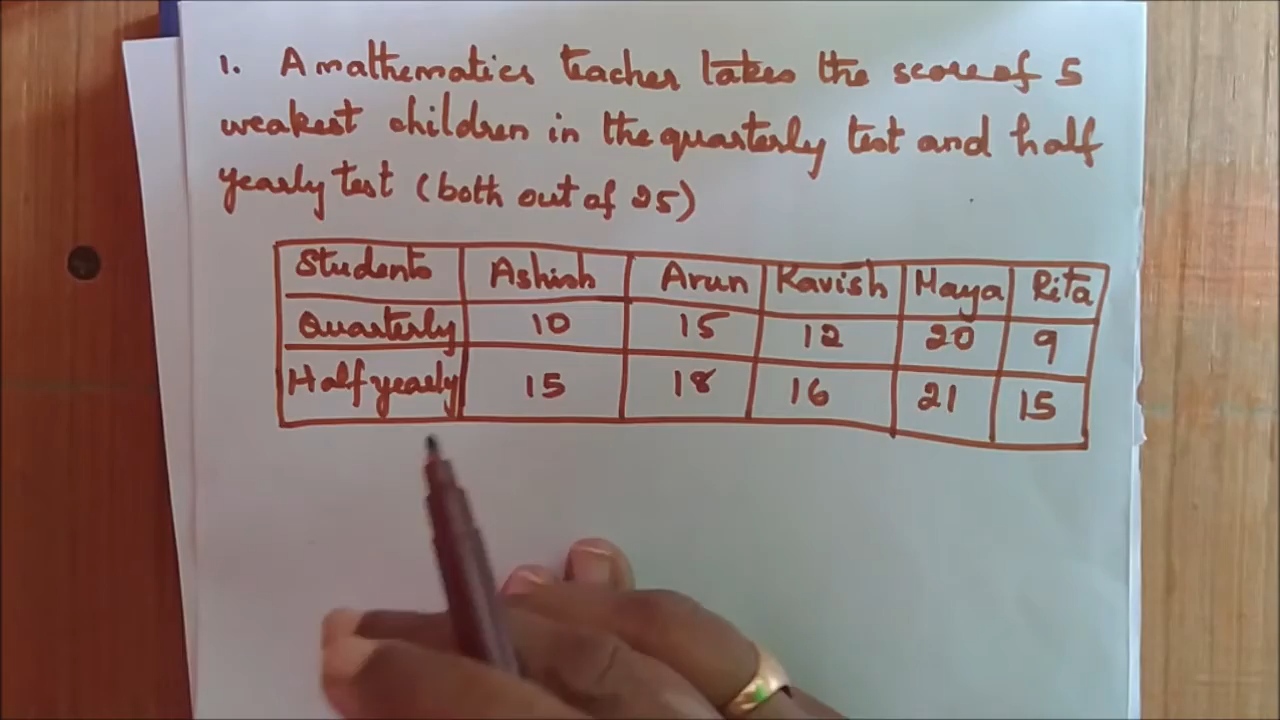 1. A mathematics teacher takes the score of 5
weakest children in the quarterly test and half
yearly test (both out of 25)
Students Ashish Arun Kavish Maya Rita
Quarterly 10 15 12 20 9
Half yearly 15 18 16 21 15